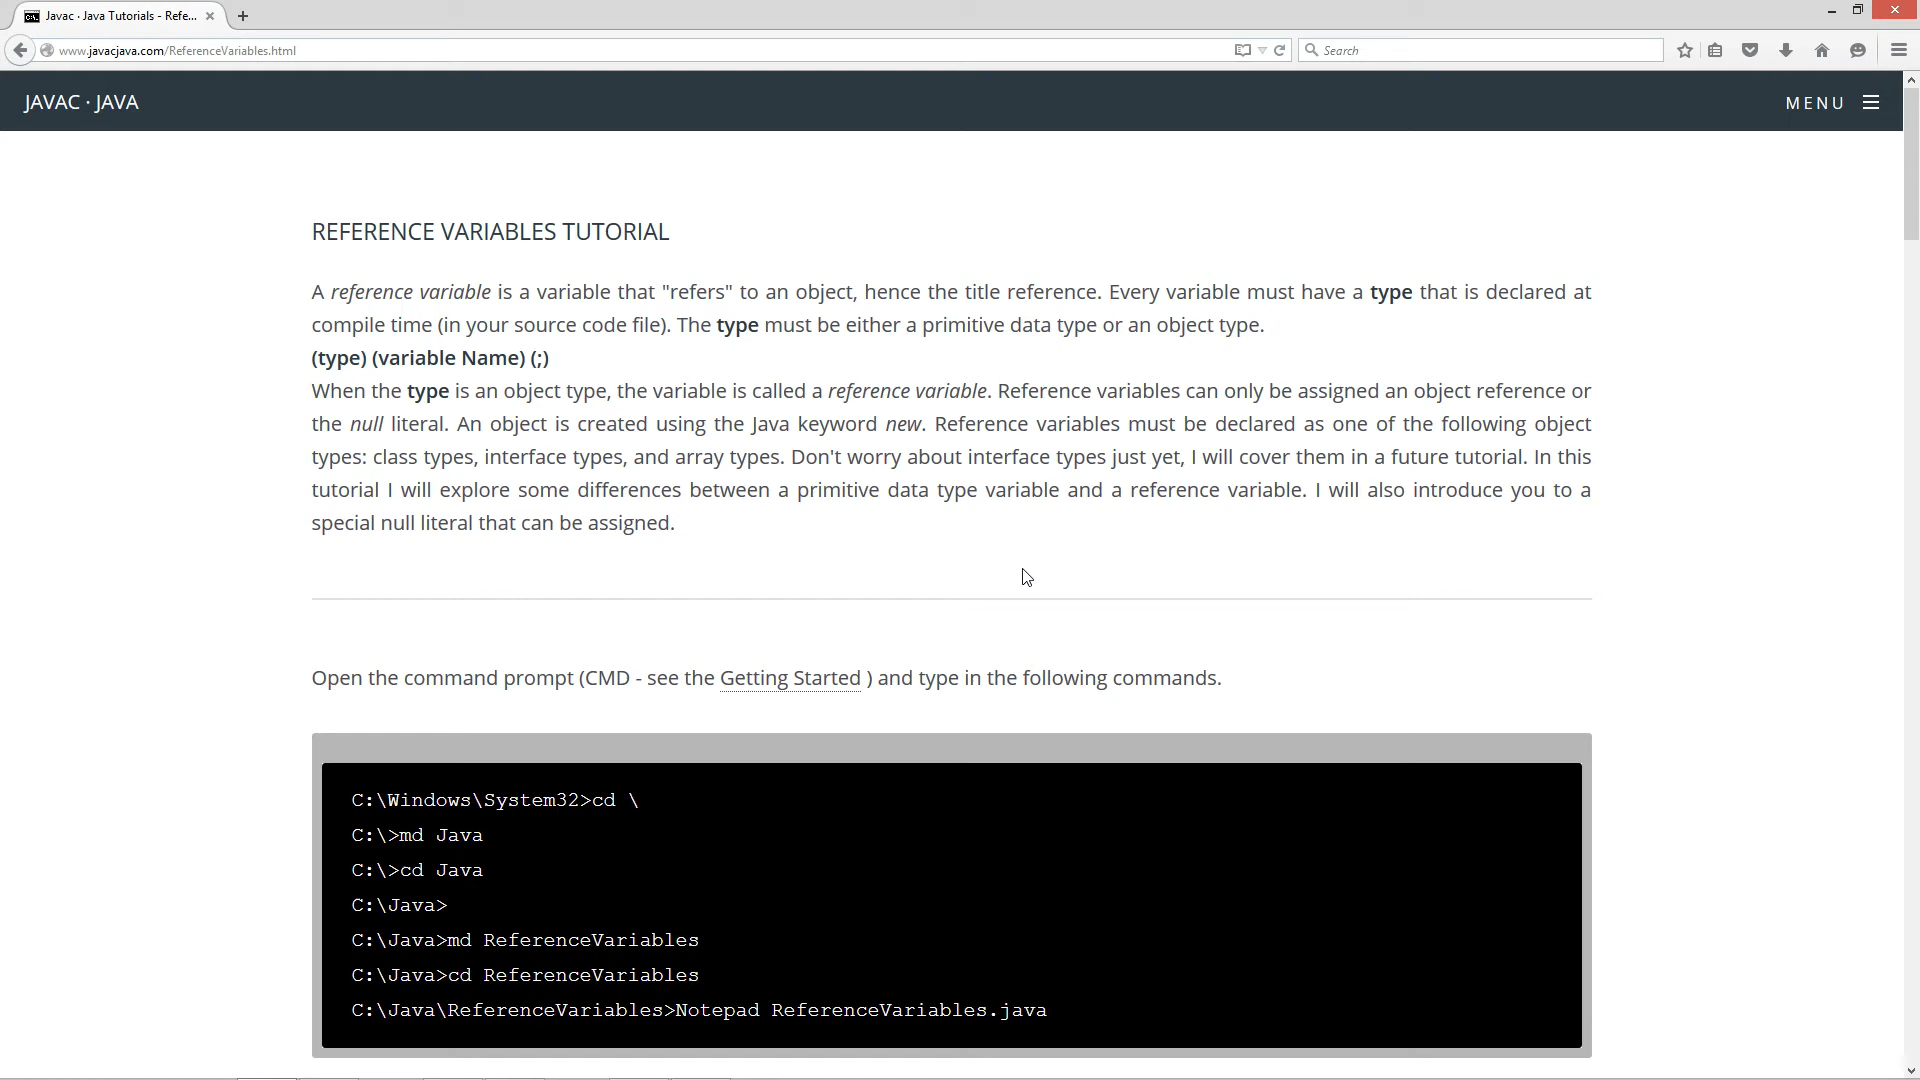 Javac · Java Tutorials - Refe...
www.javacjava.com/ReferenceVariables.html
Search
JAVAC · JAVA
MENU
REFERENCE VARIABLES TUTORIAL
A reference variable is a variable that "refers" to an object, hence the title reference. Every variable must have a type that is declared at
compile time (in your source code file). The type must be either a primitive data type or an object type.
(type) (variable Name) (;)
When the type is an object type, the variable is called a reference variable. Reference variables can only be assigned an object reference or
the null literal. An object is created using the Java keyword new. Reference variables must be declared as one of the following object
types: class types, interface types, and array types. Don't worry about interface types just yet, I will cover them in a future tutorial. In this
tutorial I will explore some differences between a primitive data type variable and a reference variable. I will also introduce you to a
special null literal that can be assigned.
Open the command prompt (CMD - see the Getting Started ) and type in the following commands.
C:\Windows\System32>cd \
C:\>md Java
C:\>cd Java
C:\Java>
C:\Java>md ReferenceVariables
C:\Java>cd ReferenceVariables
C:\Java\ReferenceVariables>Notepad ReferenceVariables.java